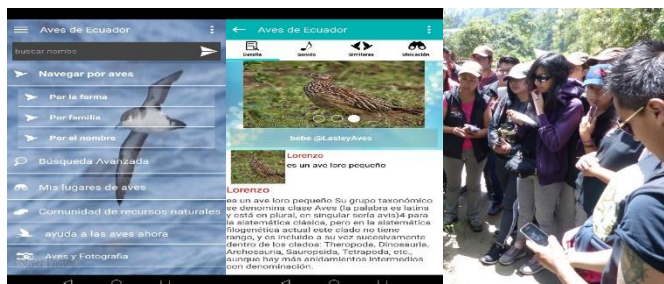 Aves de Ecuador
buscar nombe
Navegar por aves
Por la forma
Por familia
Por el nombre
Búsqueda Avanzada
Mis lugares de aves
Comunidad de recursos naturales
ayuda a las aves ahora
Aves y Fotografia
Aves de Ecuador
Detalle
Sonido
Similares
Ubicación
bebe @LasleyAves
Lorenzo
es un ave loro pequeño
Lorenzo
es un ave loro pequeño Su grupo taxonómico
se denomina clase Aves (la palabra es latina
y está en plural, en singular sería avis)4 para
la sistemática clásica, pero en la sistemática
filogenética actual este clado no tiene
rango, y es incluido a su vez sucesivamente
dentro de los clados: Theropoda, Dinosauria,
Archosauria, Sauropsida, Tetrapoda, etc.,
aunque hay más anidamientos intermedios
con denominación.